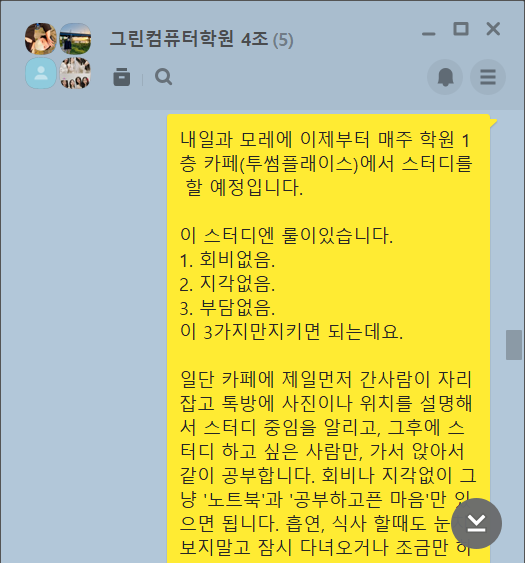 그린컴퓨터학원 4조 (5)
내일과 모레에 이제부터 매주 학원 1
층 카페(투썸플래이스)에서 스터디를
할 예정입니다.
이 스터디엔 룰이있습니다.
1. 회비없음.
2. 지각없음.
3. 부담없음.
이 3가지만지키면 되는데요.
일단 카페에 제일먼저 간사람이 자리
잡고 톡방에 사진이나 위치를 설명해
서 스터디 중임을 알리고, 그후에 스
터디 하고 싶은 사람만, 가서 앉아서
같이 공부합니다. 회비나 지각없이 그
냥 '노트북'과 '공부하고픈 마음'만 있
으면 됩니다. 흡연, 식사 할때도
보지말고 잠시 다녀오거나 조금만